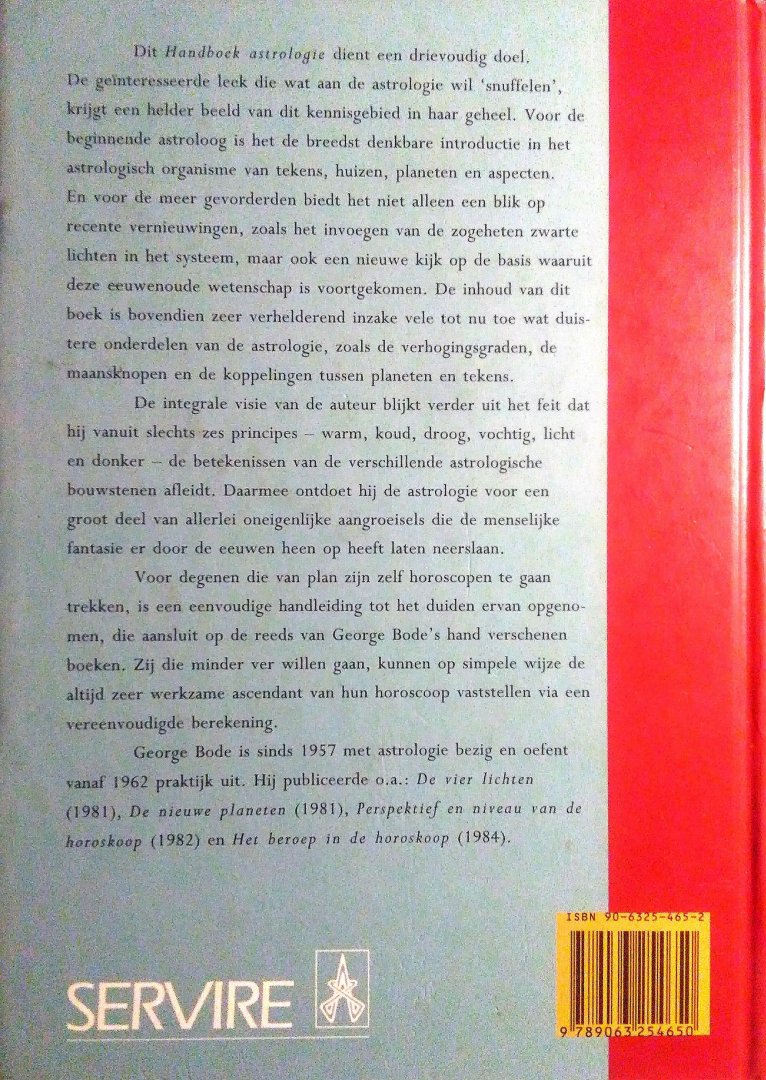 Dit Handboek astrologie dient een drievoudig doel.
De geïnteresseerde leek die wat aan de astrologie wil ‘snuffelen’,
krijgt een helder beeld van dit kennisgebied in haar geheel. Voor de
beginnende astroloog is het de breedst denkbare introductie in het
astrologisch organisme van tekens, huizen, planeten en aspecten.
En voor de meer gevorderden biedt het niet alleen een blik op
recente vernieuwingen, zoals het invoegen van de zogeheten zwarte
lichten in het systeem, maar ook een nieuwe kijk op de basis waaruit
deze eeuwenoude wetenschap is voortgekomen. De inhoud van dit
boek is bovendien zeer verhelderend inzake vele tot nu toe wat duis-
tere onderdelen van de astrologie, zoals de verhogingsgraden, de
maansknopen en de koppelingen tussen planeten en tekens.
De integrale visie van de auteur blijkt verder uit het feit dat
hij vanuit slechts zes principes – warm, koud, droog, vochtig, licht
en donker – de betekenissen van de verschillende astrologische
bouwstenen afleidt. Daarmee ontdoet hij de astrologie voor een
groot deel van allerlei oneigenlijke aangroeisels die de menselijke
fantasie er door de eeuwen heen op heeft laten neerslaan.
Voor degenen die van plan zijn zelf horoscopen te gaan
trekken, is een eenvoudige handleiding tot het duiden ervan opgeno-
men, die aansluit op de reeds van George Bode's hand verschenen
boeken. Zij die minder ver willen gaan, kunnen op simpele wijze de
altijd zeer werkzame ascendant van hun horoscoop vaststellen via een
vereenvoudigde berekening.
George Bode is sinds 1957 met astrologie bezig en oefent
vanaf 1962 praktijk uit. Hij publiceerde o.a.: De vier lichten
(1981), De nieuwe planeten (1981), Perspektief en niveau van de
horoskoop (1982) en Het beroep in de horoskoop (1984).
ISBN 90-6325-465-2
9 789063 254650
SERVIRE